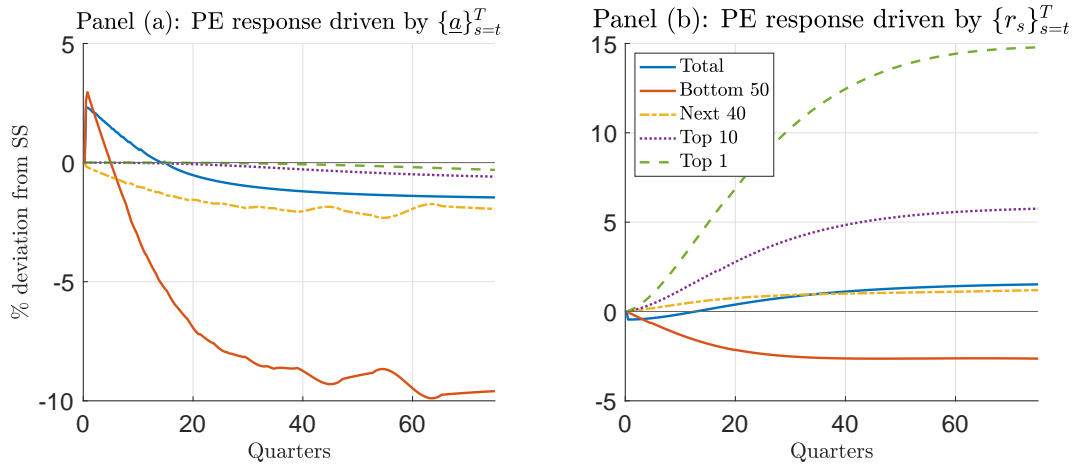 Panel (a): PE response driven by {a̲}ᵀₛ₌ₜ
5
0
-5
-10
% deviation from SS
0
20
40
60
Quarters
Panel (b): PE response driven by {rₛ}ᵀₛ₌ₜ
15
10
5
0
-5
Total
Bottom 50
Next 40
Top 10
Top 1
0
20
40
60
Quarters